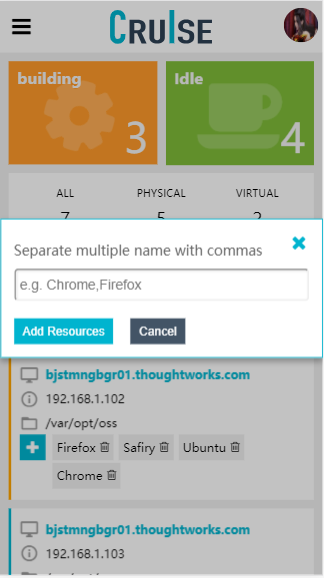 CRUISE
building
3
Idle
4
ALL
PHYSICAL
VIRTUAL
7
5
2
Separate multiple name with commas
e.g. Chrome,Firefox
Add Resources
Cancel
bjstmngbgr01.thoughtworks.com
192.168.1.102
/var/opt/oss
Firefox
Safiry
Ubuntu
Chrome
bjstmngbgr01.thoughtworks.com
192.168.1.103